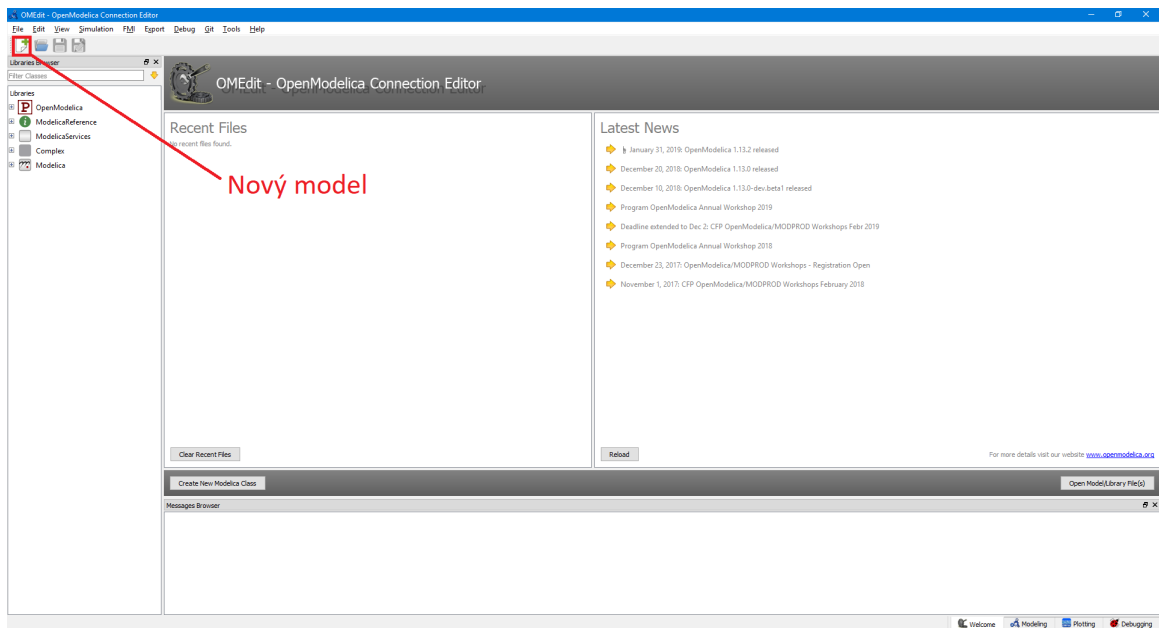 OMEdit - OpenModelica Connection Editor
File Edit View Simulation FMI Export Debug Git Tools Help
Libraries Browser
Filter Classes
Libraries
P OpenModelica
ModelicaReference
ModelicaServices
Complex
Modelica
OMEdit - OpenModelica Connection Editor
Recent Files
No recent files found.
Nový model
Clear Recent Files
Latest News
January 31, 2019: OpenModelica 1.13.2 released
December 20, 2018: OpenModelica 1.13.0 released
December 10, 2018: OpenModelica 1.13.0-dev.beta1 released
Program OpenModelica Annual Workshop 2019
Deadline extended to Dec 2: CFP OpenModelica/MODPROD Workshops Febr 2019
Program OpenModelica Annual Workshop 2018
December 23, 2017: OpenModelica/MODPROD Workshops - Registration Open
November 1, 2017: CFP OpenModelica/MODPROD Workshops February 2018
Reload
For more details visit our website www.openmodelica.org
Create New Modelica Class
Open Model/Library File(s)
Messages Browser
Welcome Modeling Plotting Debugging